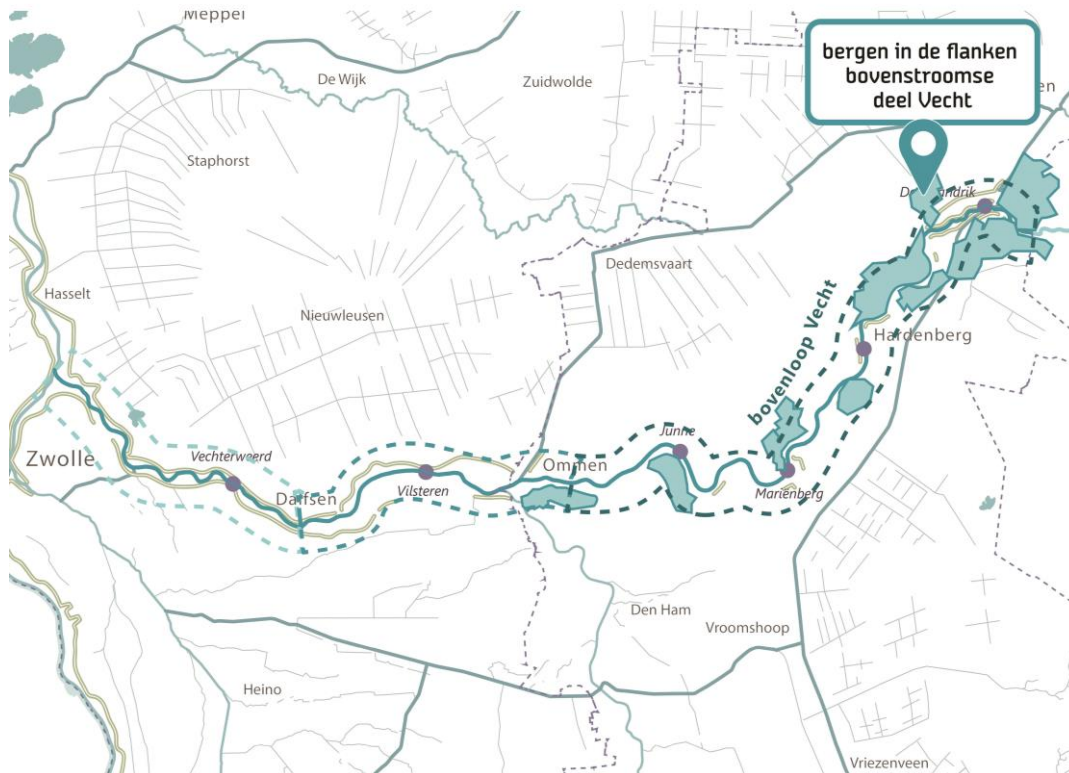 Meppel
bergen in de flanken
bovenstroomse
deel Vecht
De Wijk
Zuidwolde
Staphorst
Dedemsvaart
Hasselt
Nieuwleusen
bovenloop Vecht
Hardenberg
Zwolle
Vechterweerd
Junne
Ommen
Dalfsen
Vilsteren
Mariënberg
Den Ham
Vroomshoop
Heino
Vriezenveen